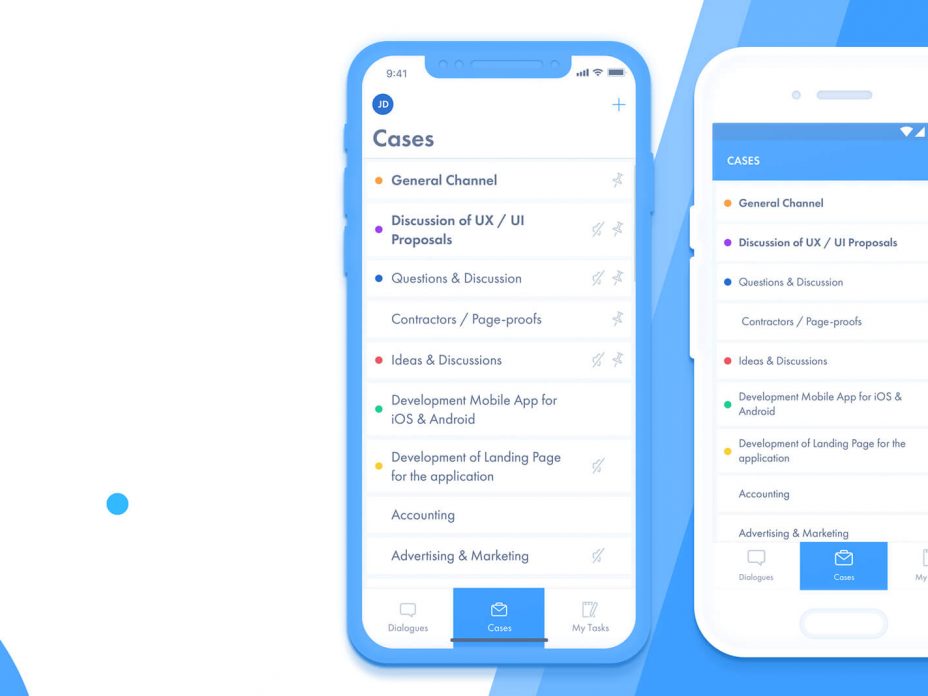 9:41
JD
Cases
General Channel
Discussion of UX / UI
Proposals
Questions & Discussion
Contractors / Page-proofs
Ideas & Discussions
Development Mobile App for
iOS & Android
Development of Landing Page
for the application
Accounting
Advertising & Marketing
Dialogues
Cases
My Tasks
CASES
General Channel
Discussion of UX / UI Proposals
Questions & Discussion
Contractors / Page-proofs
Ideas & Discussions
Development Mobile App for iOS &
Android
Development of Landing Page for the
application
Accounting
Advertising & Marketing
Dialogues
Cases
My